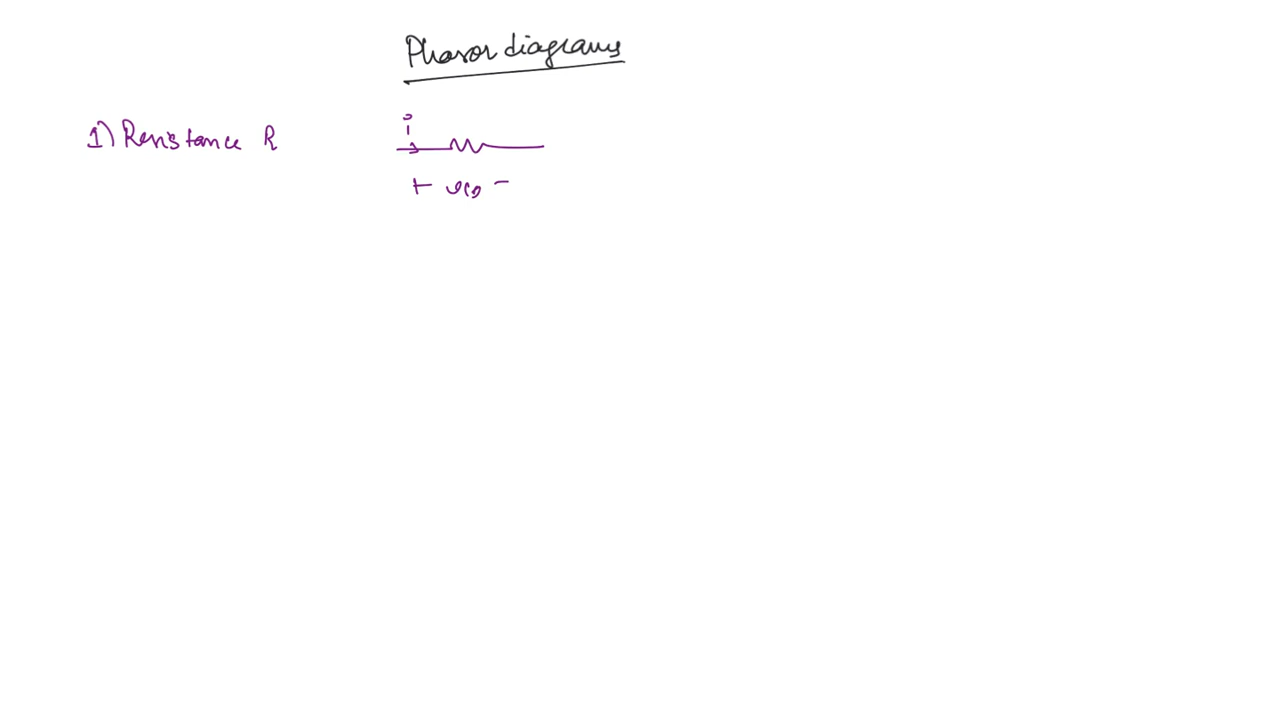 Phasor diagrams
1) Resistance R
i
+ v(t) -